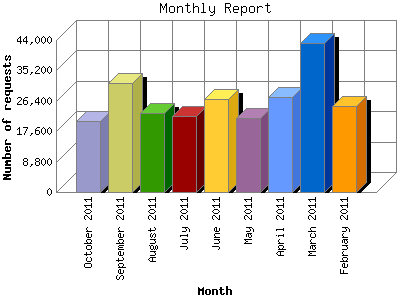 Monthly Report
Number of requests
44,000
35,200
26,400
17,600
8,800
0
October 2011
September 2011
August 2011
July 2011
June 2011
May 2011
April 2011
March 2011
February 2011
Month